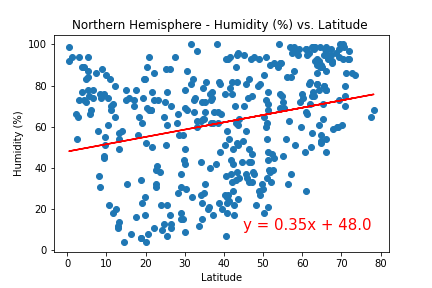 Northern Hemisphere - Humidity (%) vs. Latitude
100
80
60
40
20
0
Humidity (%)
y = 0.35x + 48.0
0 10 20 30 40 50 60 70 80
Latitude